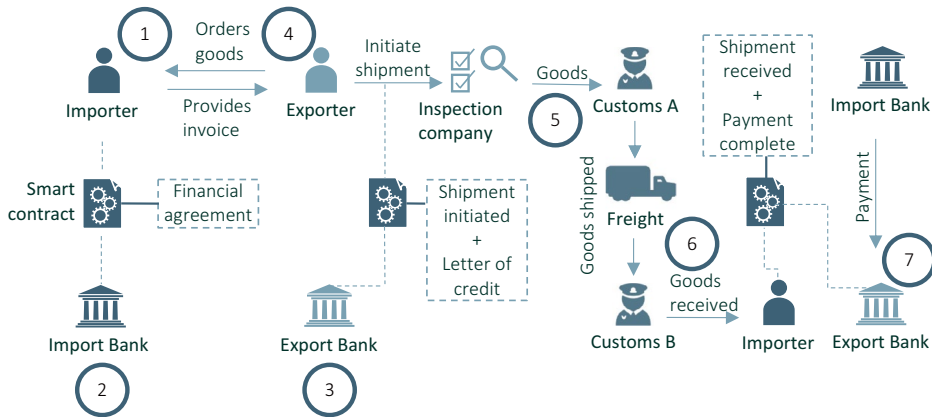 1
Orders
goods
Provides
invoice
Importer
4
Exporter
Initiate
shipment
Inspection
company
Goods
5
Customs A
Shipment
received
+
Payment
complete
Import Bank
Smart
contract
Financial
agreement
Shipment
initiated
+
Letter of
credit
Goods shipped
Freight
6
Payment
7
Goods
received
Import Bank
2
Export Bank
3
Customs B
Importer
Export Bank